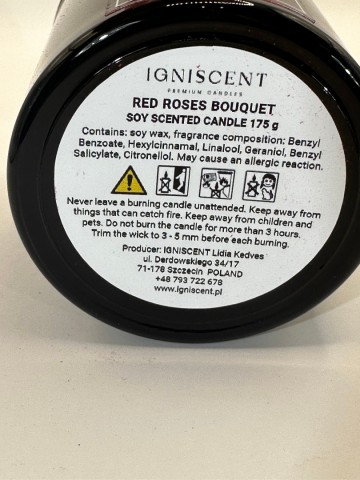 IGNISCENT
PREMIUM CANDLES
RED ROSES BOUQUET
SOY SCENTED CANDLE 175 g
Contains: soy wax, fragrance composition; Benzyl
Benzoate, Hexylcinnamal, Linalool, Geraniol, Benzyl
Salicylate, Citronellol. May cause an allergic reaction.
Never leave a burning candle unattended. Keep away from
things that can catch fire. Keep away from children and
pets. Do not burn the candle for more than 3 hours.
Trim the wick to 3 - 5 mm before each burning.
Producer: IGNISCENT Lidia Kedves
ul. Derdowskiego 34/17
71-178 Szczecin POLAND
+48 793 722 678
www.igniscent.pl